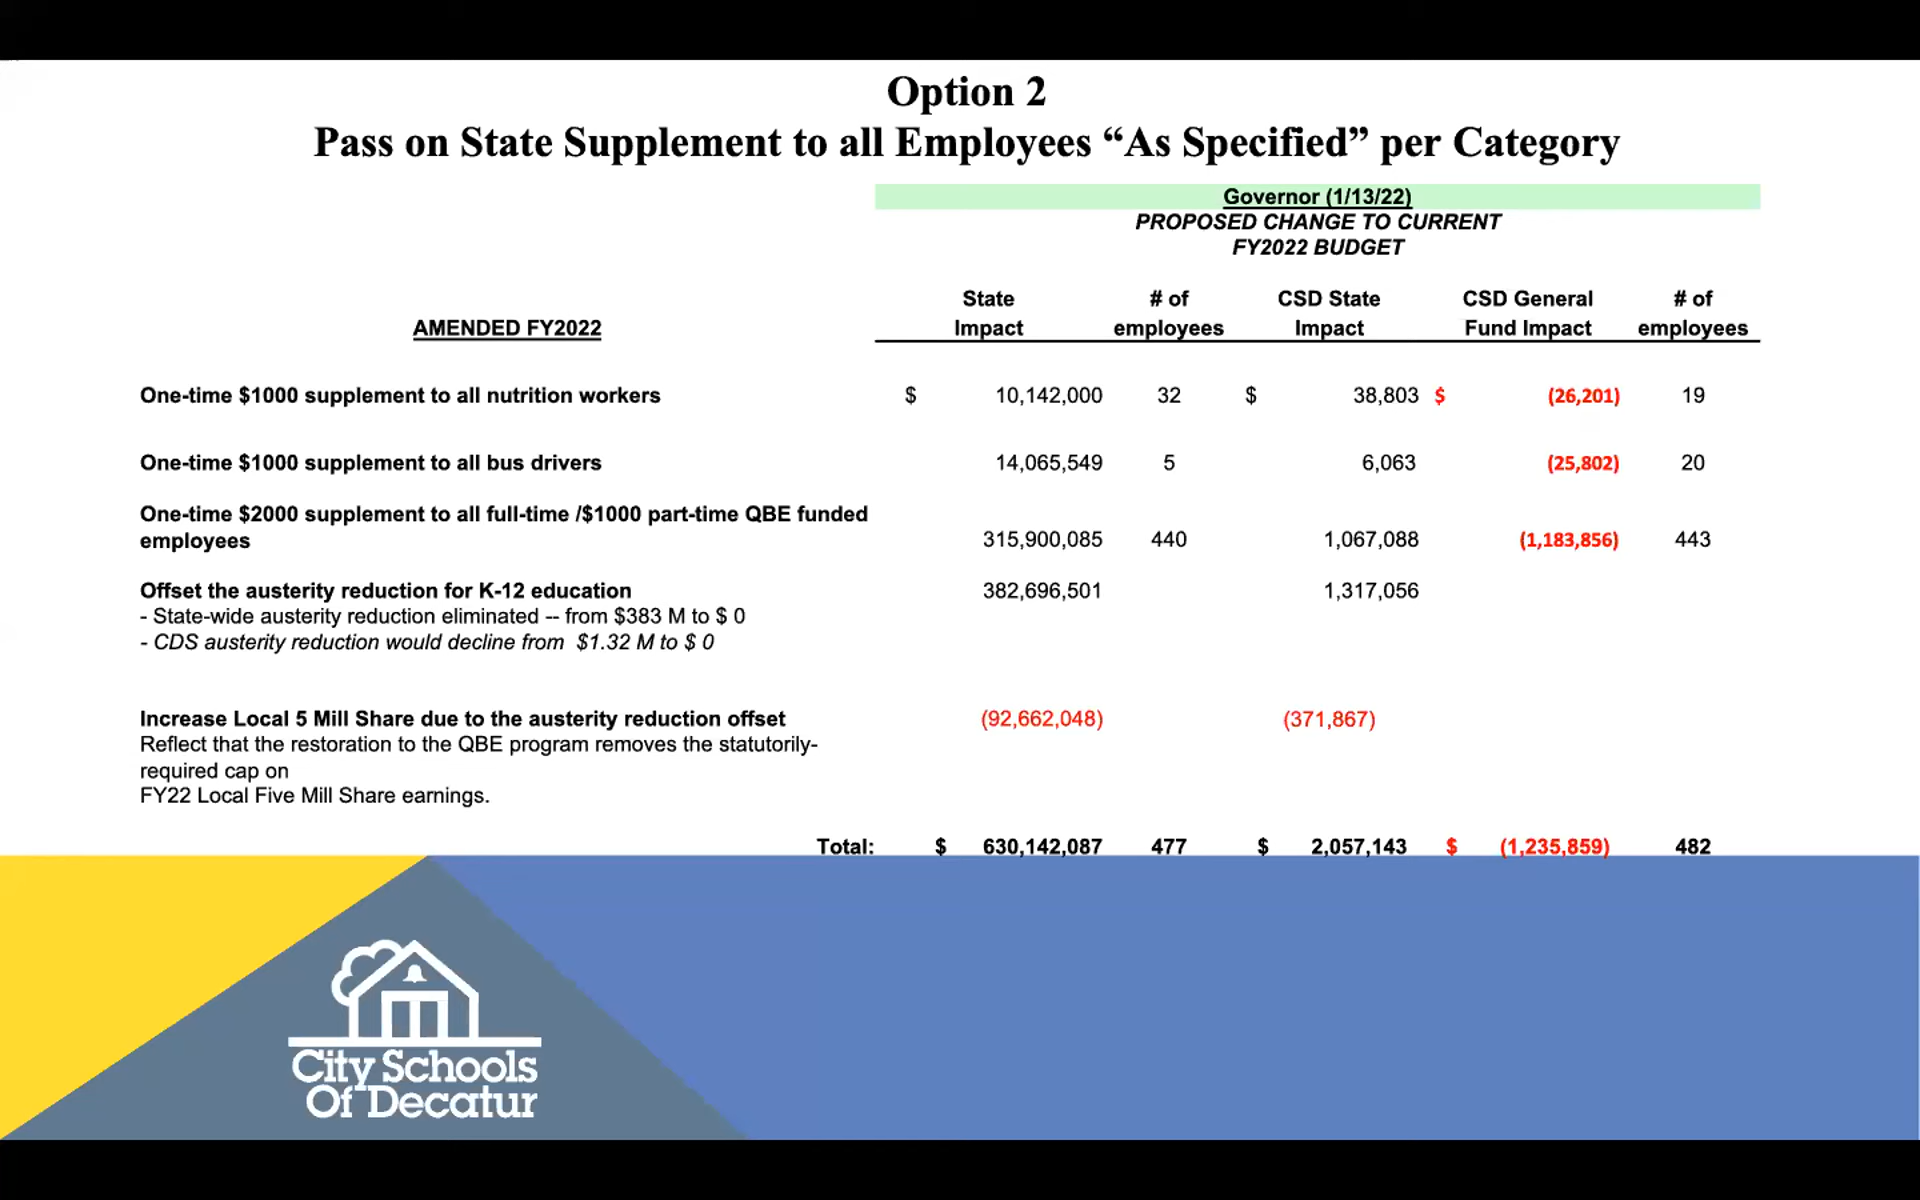 Option 2
Pass on State Supplement to all Employees “As Specified” per Category
Governor (1/13/22)
PROPOSED CHANGE TO CURRENT
FY2022 BUDGET
AMENDED FY2022 State Impact # of employees CSD State Impact CSD General Fund Impact # of employees
One-time $1000 supplement to all nutrition workers $ 10,142,000 32 $ 38,803 $ (26,201) 19
One-time $1000 supplement to all bus drivers 14,065,549 5 6,063 (25,802) 20
One-time $2000 supplement to all full-time /$1000 part-time QBE funded
employees 315,900,085 440 1,067,088 (1,183,856) 443
Offset the austerity reduction for K-12 education 382,696,501 1,317,056
- State-wide austerity reduction eliminated -- from $383 M to $ 0
- CDS austerity reduction would decline from $1.32 M to $ 0
Increase Local 5 Mill Share due to the austerity reduction offset (92,662,048) (371,867)
Reflect that the restoration to the QBE program removes the statutorily-
required cap on
FY22 Local Five Mill Share earnings.
Total: $ 630,142,087 477 $ 2,057,143 $ (1,235,859) 482
City Schools
Of Decatur